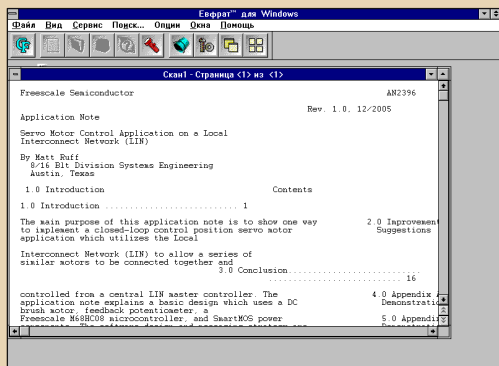 Евфрат™ для Windows
Файл Вид Сервис Поиск... Опции Окна Помощь
Скан1 - Страница <1> из <1>
Freescale Semiconductor AN2396
Rev. 1.0, 12/2005
Application Note
Servo Motor Control Application on a Local
Interconnect Network (LIN)
By Matt Ruff
8/16 Blt Division Systems Engineering
Austin, Texas
1.0 Introduction Contents
1.0 Introduction .......................... 1
The main purpose of this application note is to show one way 2.0 Improvement
to implement a closed-loop control position servo motor Suggestions
application which utilizes the Local
Interconnect Network (LIN) to allow a series of
similar motors to be connected together and
3.0 Conclusion..........................
.......................... 16
controlled from a central LIN master controller. The 4.0 Appendix
application note explains a basic design which uses a DC Demonstratio
brush motor, feedback potentiometer, a
Freescale M68HC08 microcontroller, and SmartMOS power 5.0 Appendix